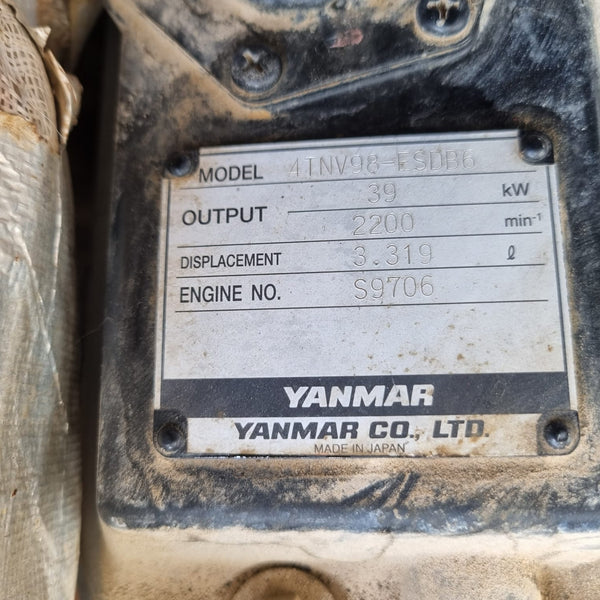 MODEL 4TNV98-ESDB6
OUTPUT 39 kW
2200 min-1
DISPLACEMENT 3.319 ℓ
ENGINE NO. S9706
YANMAR
YANMAR CO., LTD.
MADE IN JAPAN